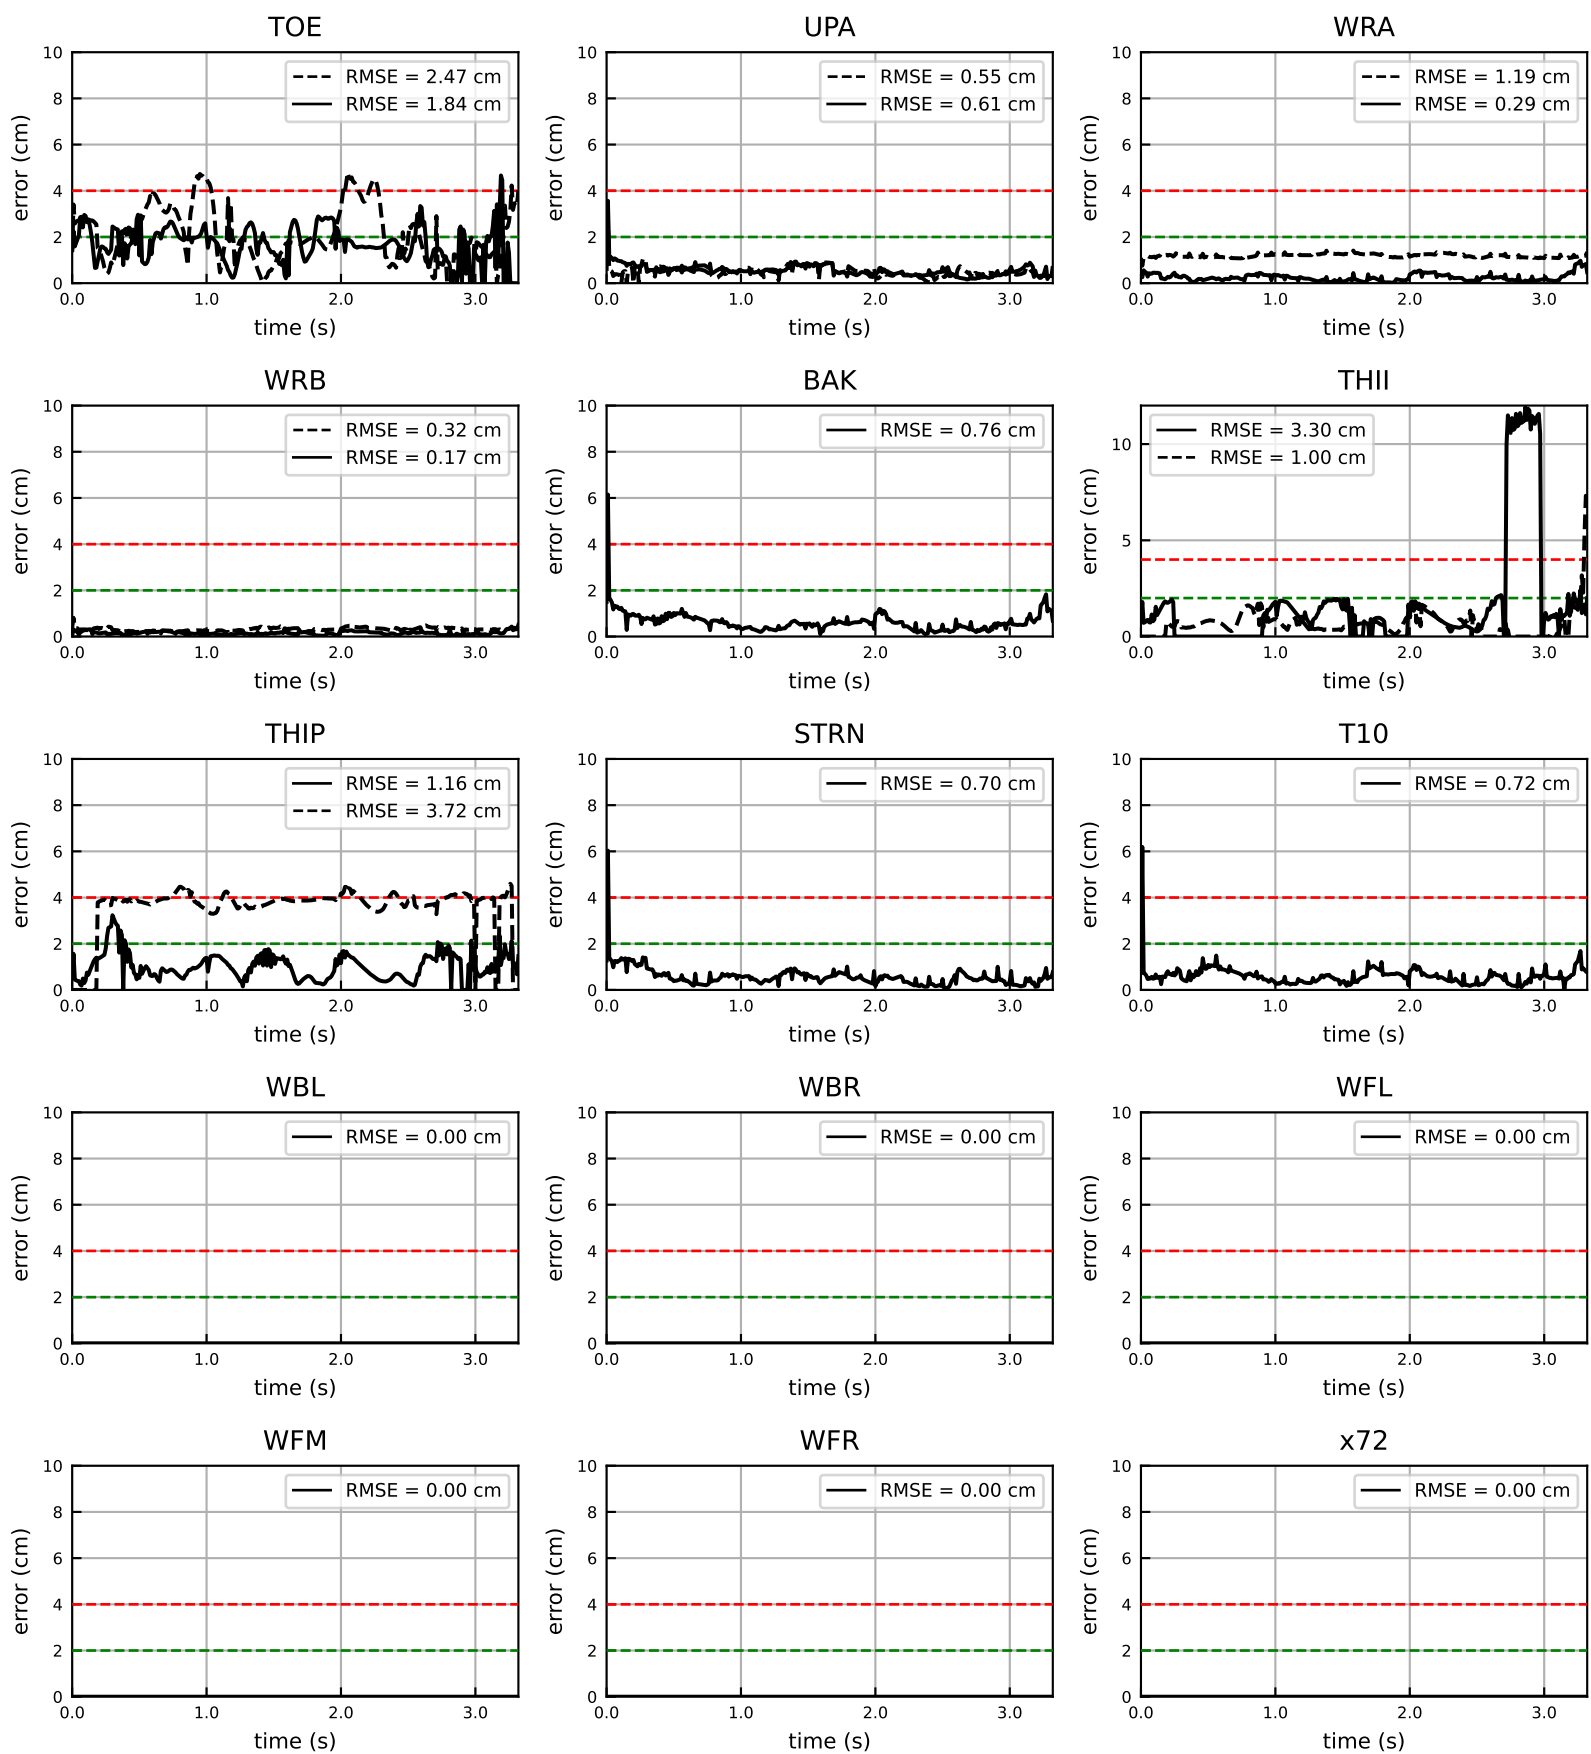 TOE
UPA
WRA
10
8
6
4
2
0
error (cm)
RMSE = 2.47 cm
RMSE = 1.84 cm
0.0 1.0 2.0 3.0
time (s)
10
8
6
4
2
0
error (cm)
RMSE = 0.55 cm
RMSE = 0.61 cm
0.0 1.0 2.0 3.0
time (s)
10
8
6
4
2
0
error (cm)
RMSE = 1.19 cm
RMSE = 0.29 cm
0.0 1.0 2.0 3.0
time (s)
WRB
BAK
THII
10
8
6
4
2
0
error (cm)
RMSE = 0.32 cm
RMSE = 0.17 cm
0.0 1.0 2.0 3.0
time (s)
10
8
6
4
2
0
error (cm)
RMSE = 0.76 cm
0.0 1.0 2.0 3.0
time (s)
10
5
0
error (cm)
RMSE = 3.30 cm
RMSE = 1.00 cm
0.0 1.0 2.0 3.0
time (s)
THIP
STRN
T10
10
8
6
4
2
0
error (cm)
RMSE = 1.16 cm
RMSE = 3.72 cm
0.0 1.0 2.0 3.0
time (s)
10
8
6
4
2
0
error (cm)
RMSE = 0.70 cm
0.0 1.0 2.0 3.0
time (s)
10
8
6
4
2
0
error (cm)
RMSE = 0.72 cm
0.0 1.0 2.0 3.0
time (s)
WBL
WBR
WFL
10
8
6
4
2
0
error (cm)
RMSE = 0.00 cm
0.0 1.0 2.0 3.0
time (s)
10
8
6
4
2
0
error (cm)
RMSE = 0.00 cm
0.0 1.0 2.0 3.0
time (s)
10
8
6
4
2
0
error (cm)
RMSE = 0.00 cm
0.0 1.0 2.0 3.0
time (s)
WFM
WFR
x72
10
8
6
4
2
0
error (cm)
RMSE = 0.00 cm
0.0 1.0 2.0 3.0
time (s)
10
8
6
4
2
0
error (cm)
RMSE = 0.00 cm
0.0 1.0 2.0 3.0
time (s)
10
8
6
4
2
0
error (cm)
RMSE = 0.00 cm
0.0 1.0 2.0 3.0
time (s)